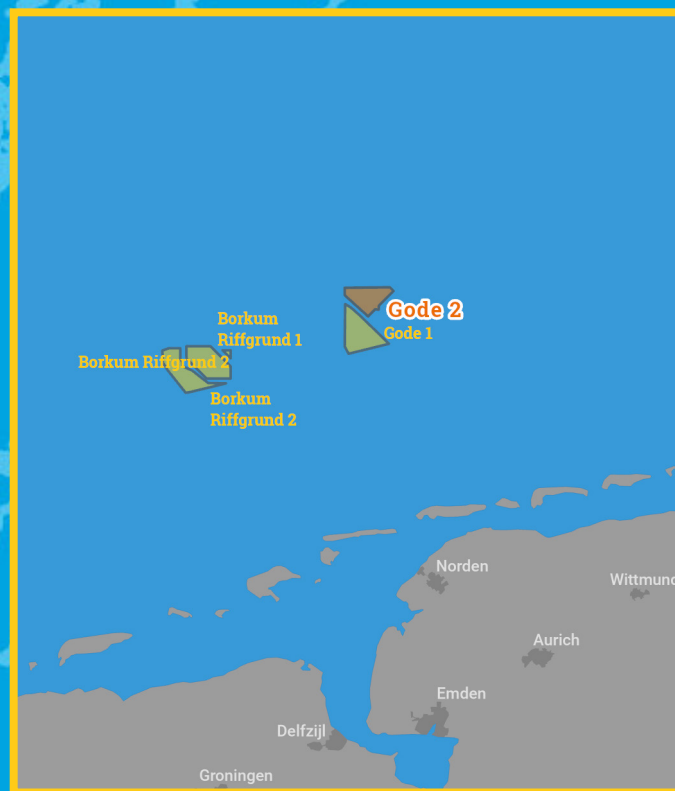 Gode 2
Borkum
Riffgrund 1
Gode 1
Borkum Riffgrund 2
Borkum
Riffgrund 2
Norden
Wittmund
Aurich
Emden
Delfzijl
Groningen